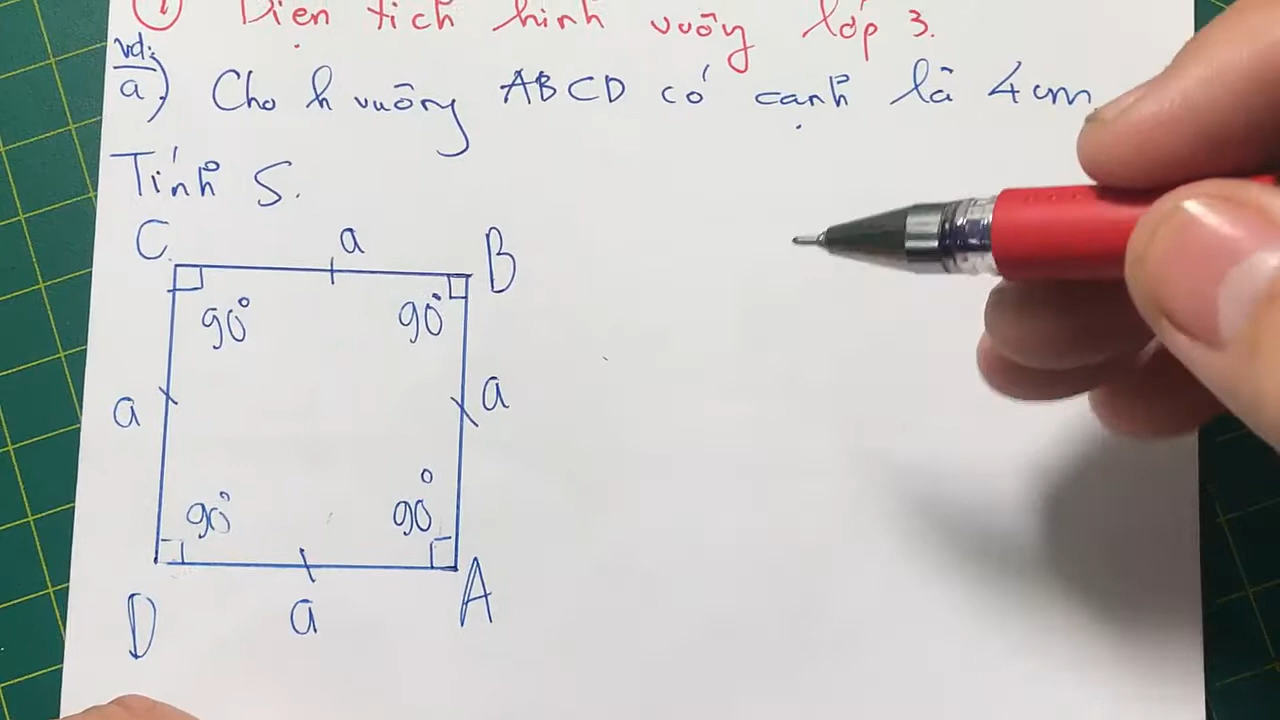 ① Diện tích hình vuông lớp 3.
vd:
a) Cho h vuông ABCD có cạnh là 4cm
Tính S.
C a B
90° 90°
a a
90° 90°
D a A